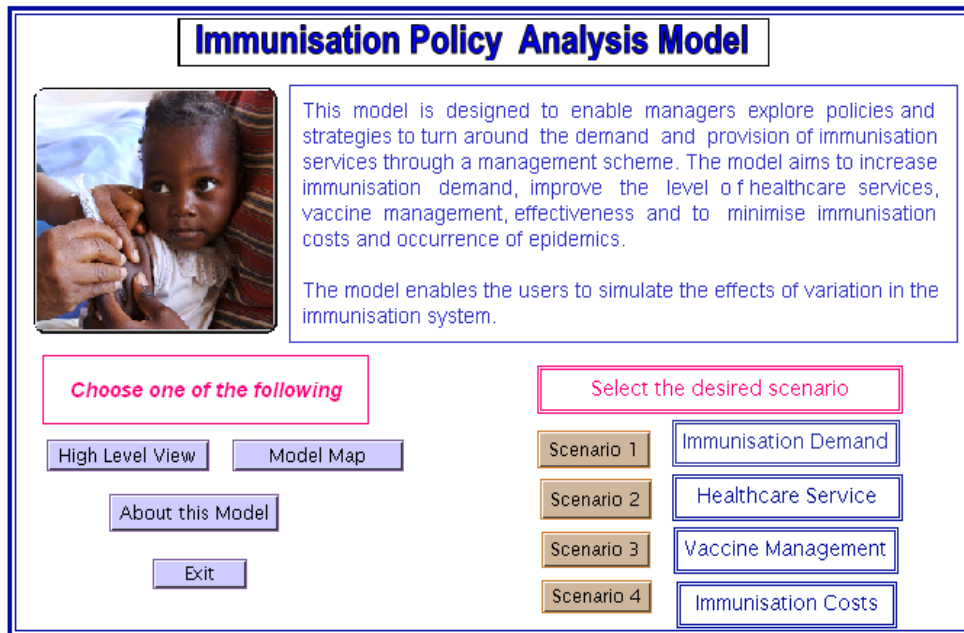 Immunisation Policy Analysis Model
This model is designed to enable managers explore policies and
strategies to turn around the demand and provision of immunisation
services through a management scheme. The model aims to increase
immunisation demand, improve the level of healthcare services,
vaccine management, effectiveness and to minimise immunisation
costs and occurrence of epidemics.
The model enables the users to simulate the effects of variation in the
immunisation system.
Choose one of the following
High Level View Model Map
About this Model
Exit
Select the desired scenario
Scenario 1 Immunisation Demand
Scenario 2 Healthcare Service
Scenario 3 Vaccine Management
Scenario 4 Immunisation Costs